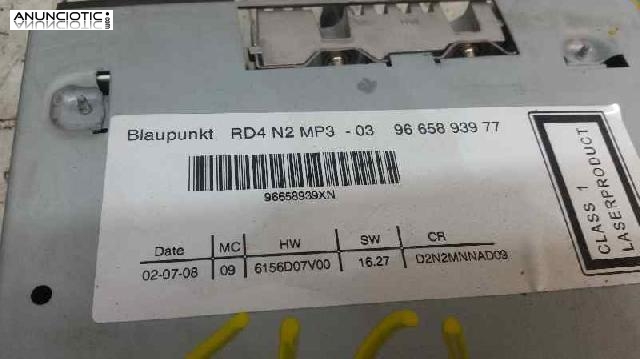 ANUNCIOTIC.com
Blaupunkt RD4 N2 MP3 - 03 96 658 939 77
96658939XN
Date MC HW SW CR
02-07-08 09 6156D07V00 16.27 D2N2MNNAD09
CLASS 1
LASERPRODUCT